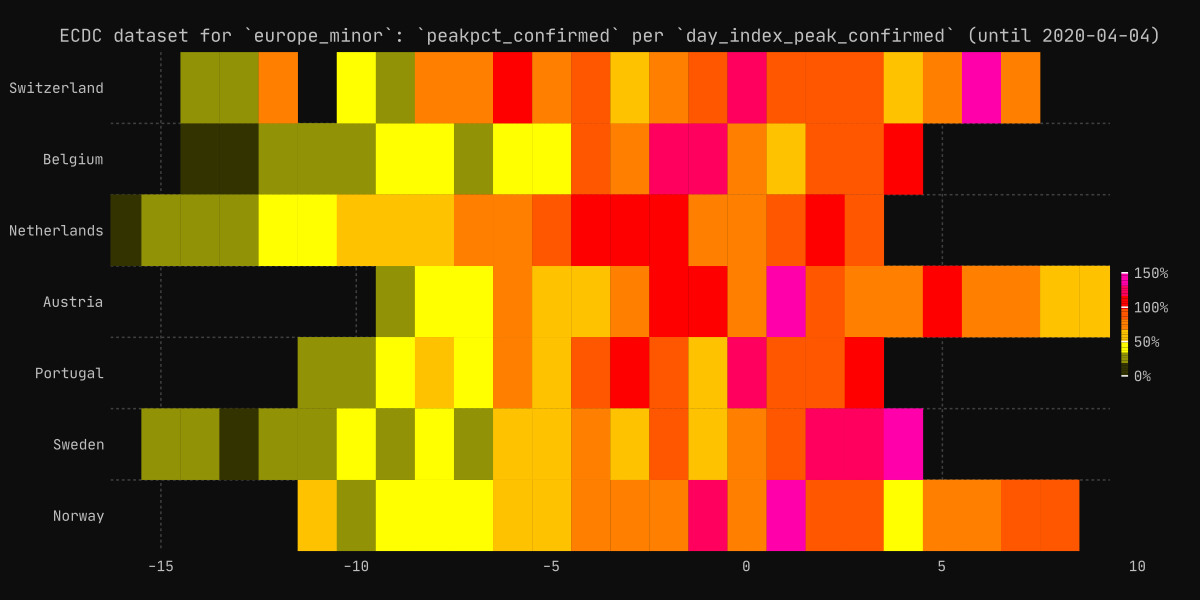 ECDC dataset for `europe_minor`: `peakpct_confirmed` per `day_index_peak_confirmed` (until 2020-04-04)
Switzerland
Belgium
Netherlands
Austria
Portugal
Sweden
Norway
150%
100%
50%
0%
-15
-10
-5
0
5
10